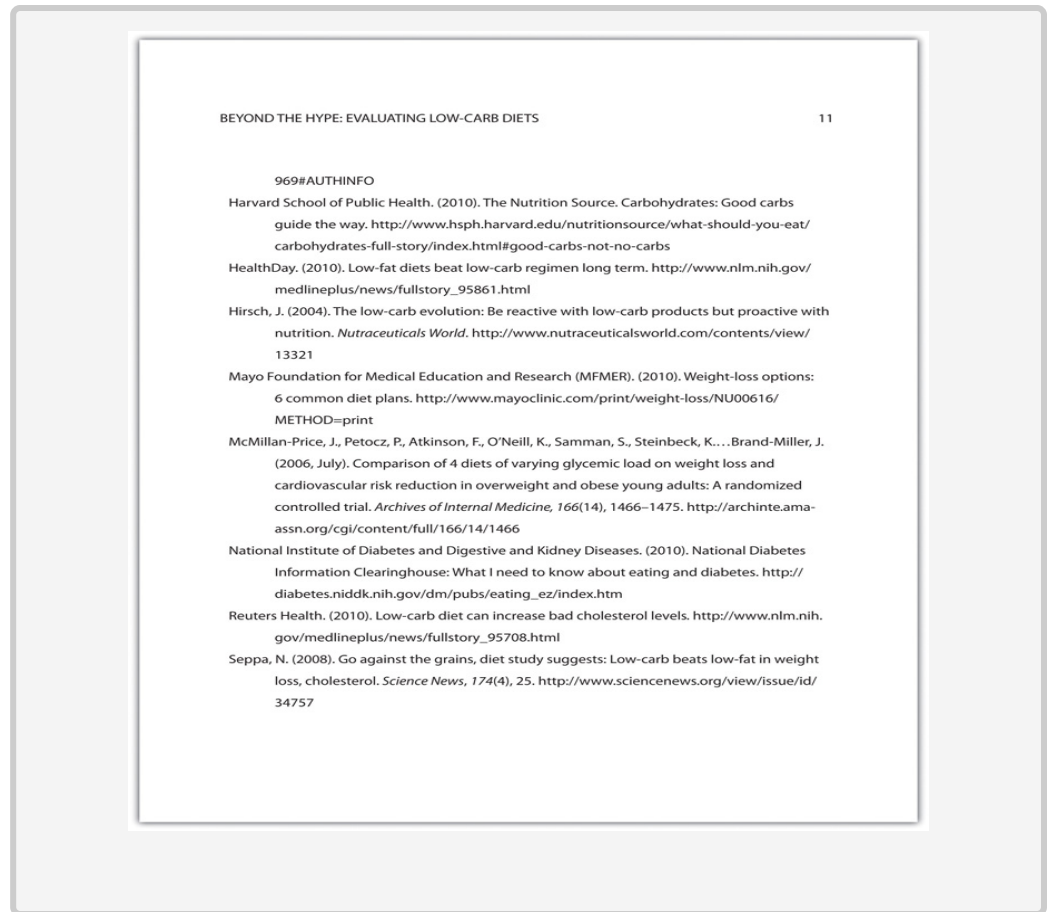 BEYOND THE HYPE: EVALUATING LOW-CARB DIETS 11
969#AUTHINFO
Harvard School of Public Health. (2010). The Nutrition Source. Carbohydrates: Good carbs
guide the way. http://www.hsph.harvard.edu/nutritionsource/what-should-you-eat/
carbohydrates-full-story/index.html#good-carbs-not-no-carbs
HealthDay. (2010). Low-fat diets beat low-carb regimen long term. http://www.nlm.nih.gov/
medlineplus/news/fullstory_95861.html
Hirsch, J. (2004). The low-carb evolution: Be reactive with low-carb products but proactive with
nutrition. Nutraceuticals World. http://www.nutraceuticalsworld.com/contents/view/
13321
Mayo Foundation for Medical Education and Research (MFMER). (2010). Weight-loss options:
6 common diet plans. http://www.mayoclinic.com/print/weight-loss/NU00616/
METHOD=print
McMillan-Price, J., Petocz, P., Atkinson, F., O’Neill, K., Samman, S., Steinbeck, K.…Brand-Miller, J.
(2006, July). Comparison of 4 diets of varying glycemic load on weight loss and
cardiovascular risk reduction in overweight and obese young adults: A randomized
controlled trial. Archives of Internal Medicine, 166(14), 1466–1475. http://archinte.ama-
assn.org/cgi/content/full/166/14/1466
National Institute of Diabetes and Digestive and Kidney Diseases. (2010). National Diabetes
Information Clearinghouse: What I need to know about eating and diabetes. http://
diabetes.niddk.nih.gov/dm/pubs/eating_ez/index.htm
Reuters Health. (2010). Low-carb diet can increase bad cholesterol levels. http://www.nlm.nih.
gov/medlineplus/news/fullstory_95708.html
Seppa, N. (2008). Go against the grains, diet study suggests: Low-carb beats low-fat in weight
loss, cholesterol. Science News, 174(4), 25. http://www.sciencenews.org/view/issue/id/
34757